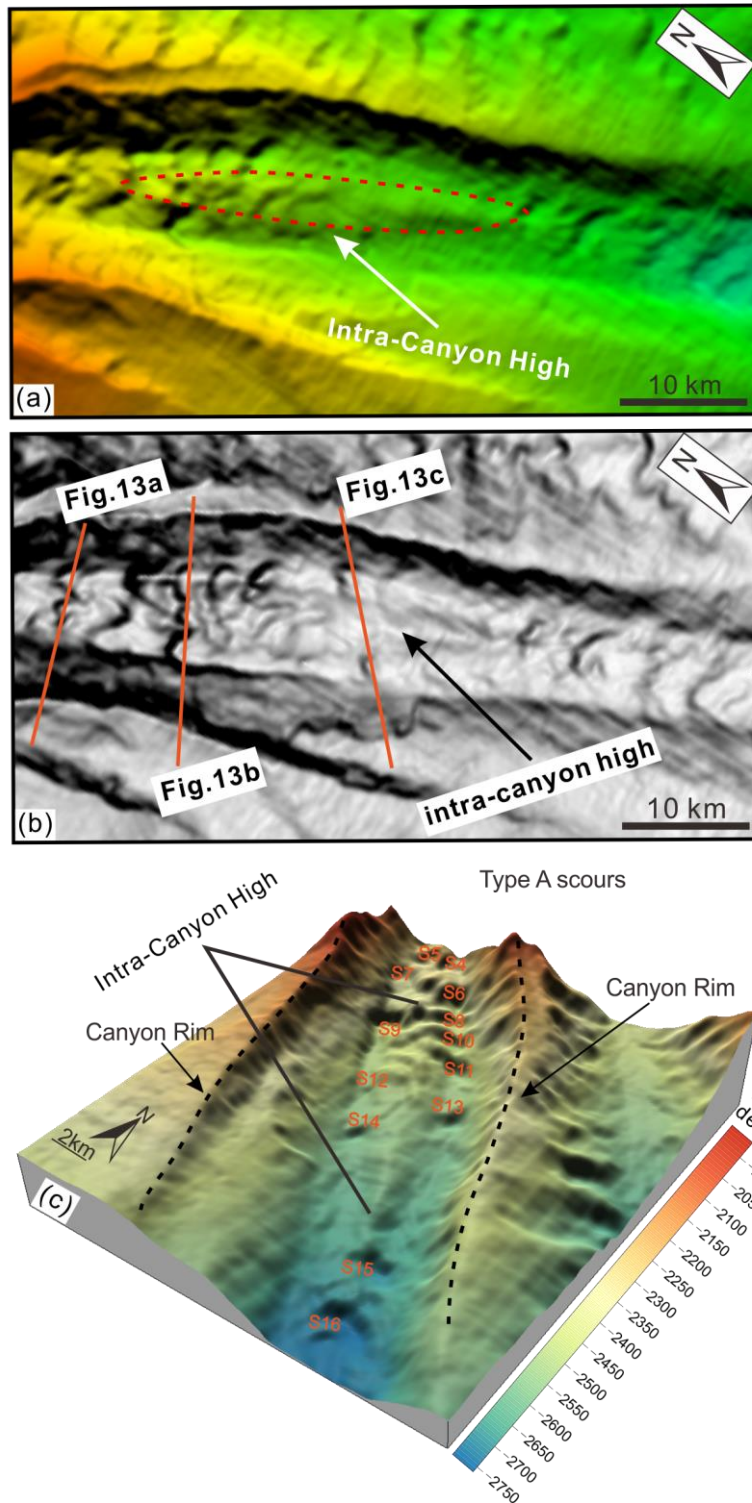 N
Intra-Canyon High
10 km
(a)
N
Fig.13a
Fig.13c
Fig.13b
intra-canyon high
10 km
(b)
Type A scours
Intra-Canyon High
S5
S4
S7
S6
Canyon Rim
Canyon Rim
S8
S9
S10
S11
S12
S13
S14
N
2km
(c)
S15
S16
-2100
-2150
-2200
-2250
-2300
-2350
-2400
-2450
-2500
-2550
-2600
-2650
-2700
-2750